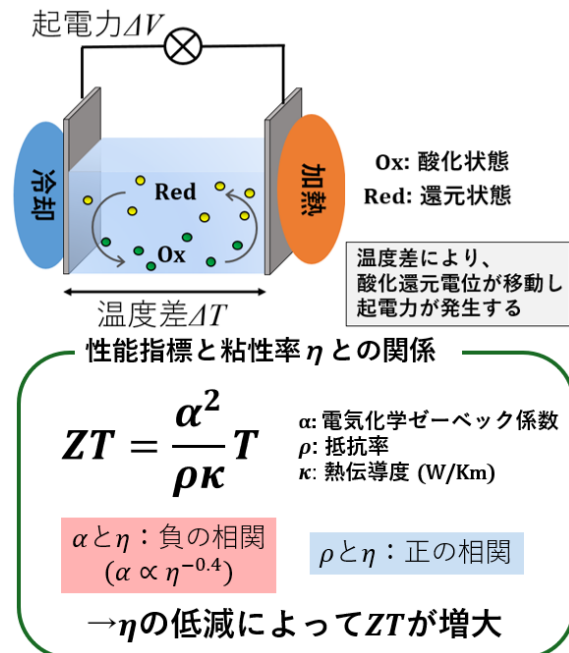 起電力ΔV
冷却
加熱
Red
Ox
Ox: 酸化状態
Red: 還元状態
温度差ΔT
温度差により、
酸化還元電位が移動し
起電力が発生する
性能指標と粘性率 η との関係
ZT = α² / ρκ T
α: 電気化学ゼーベック係数
ρ: 抵抗率
κ: 熱伝導度 (W/Km)
αとη：負の相関
(α ∝ η⁻⁰·⁴)
ρとη：正の相関
→ηの低減によってZTが増大